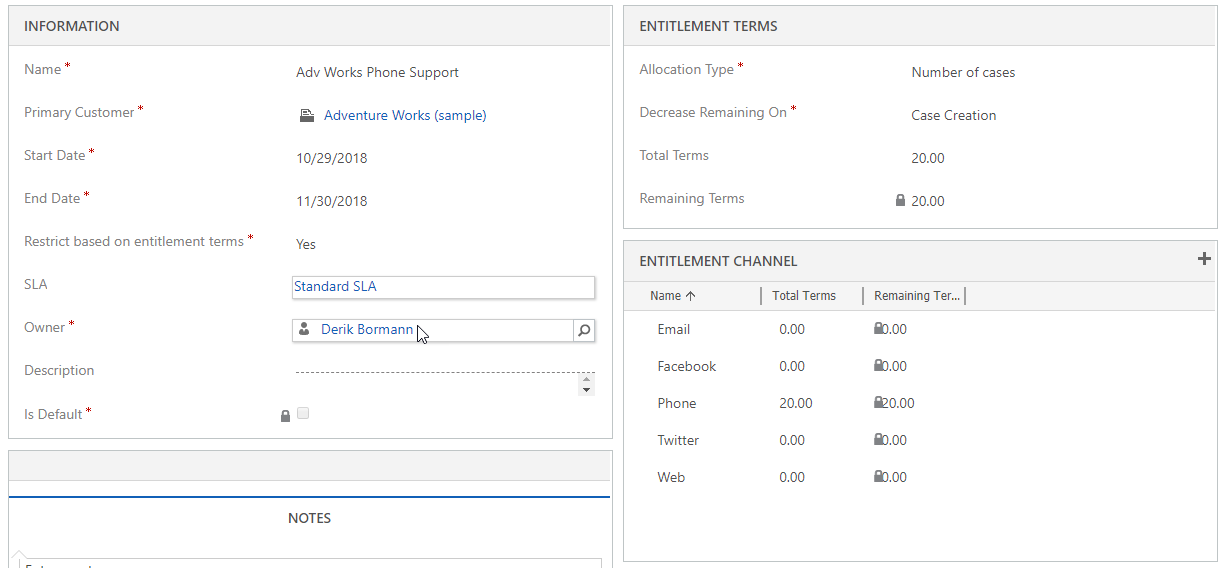 INFORMATION
Name *
Adv Works Phone Support
Primary Customer *
Adventure Works (sample)
Start Date *
10/29/2018
End Date *
11/30/2018
Restrict based on entitlement terms *
Yes
SLA
Standard SLA
Owner *
Derik Bormann
Description
Is Default *
NOTES
ENTITLEMENT TERMS
Allocation Type *
Number of cases
Decrease Remaining On *
Case Creation
Total Terms
20.00
Remaining Terms
20.00
ENTITLEMENT CHANNEL
Name Total Terms Remaining Ter...
Email 0.00 0.00
Facebook 0.00 0.00
Phone 20.00 20.00
Twitter 0.00 0.00
Web 0.00 0.00